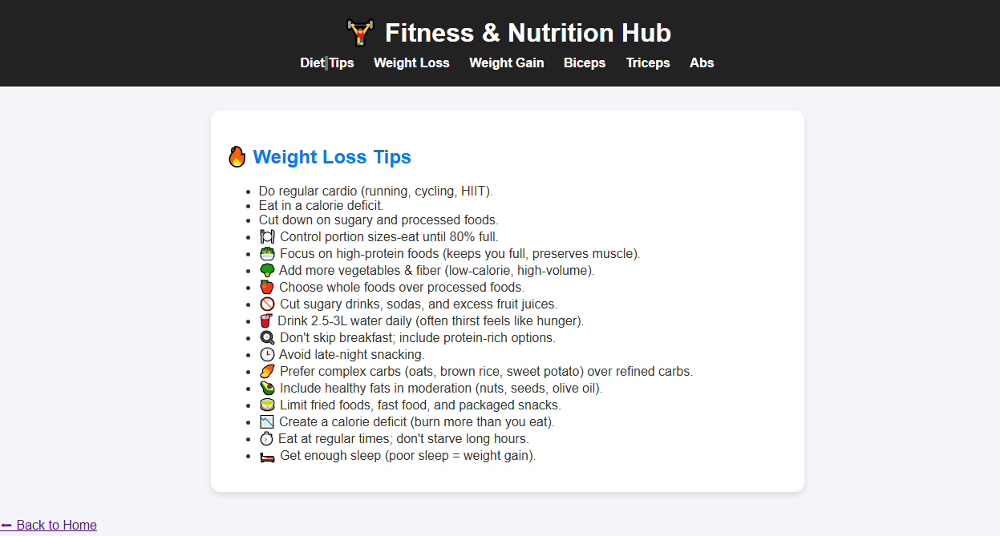 🏋️ Fitness & Nutrition Hub
Diet Tips Weight Loss Weight Gain Biceps Triceps Abs
🔥 Weight Loss Tips
• Do regular cardio (running, cycling, HIIT).
• Eat in a calorie deficit.
• Cut down on sugary and processed foods.
• 🍽️ Control portion sizes-eat until 80% full.
• 🥗 Focus on high-protein foods (keeps you full, preserves muscle).
• 🥦 Add more vegetables & fiber (low-calorie, high-volume).
• 🍎 Choose whole foods over processed foods.
• 🚫 Cut sugary drinks, sodas, and excess fruit juices.
• 🥤 Drink 2.5-3L water daily (often thirst feels like hunger).
• 🍳 Don't skip breakfast; include protein-rich options.
• 🕒 Avoid late-night snacking.
• 🍠 Prefer complex carbs (oats, brown rice, sweet potato) over refined carbs.
• 🥑 Include healthy fats in moderation (nuts, seeds, olive oil).
• 🍵 Limit fried foods, fast food, and packaged snacks.
• 📉 Create a calorie deficit (burn more than you eat).
• ⏱️ Eat at regular times; don't starve long hours.
• 🛏️ Get enough sleep (poor sleep = weight gain).
⬅ Back to Home